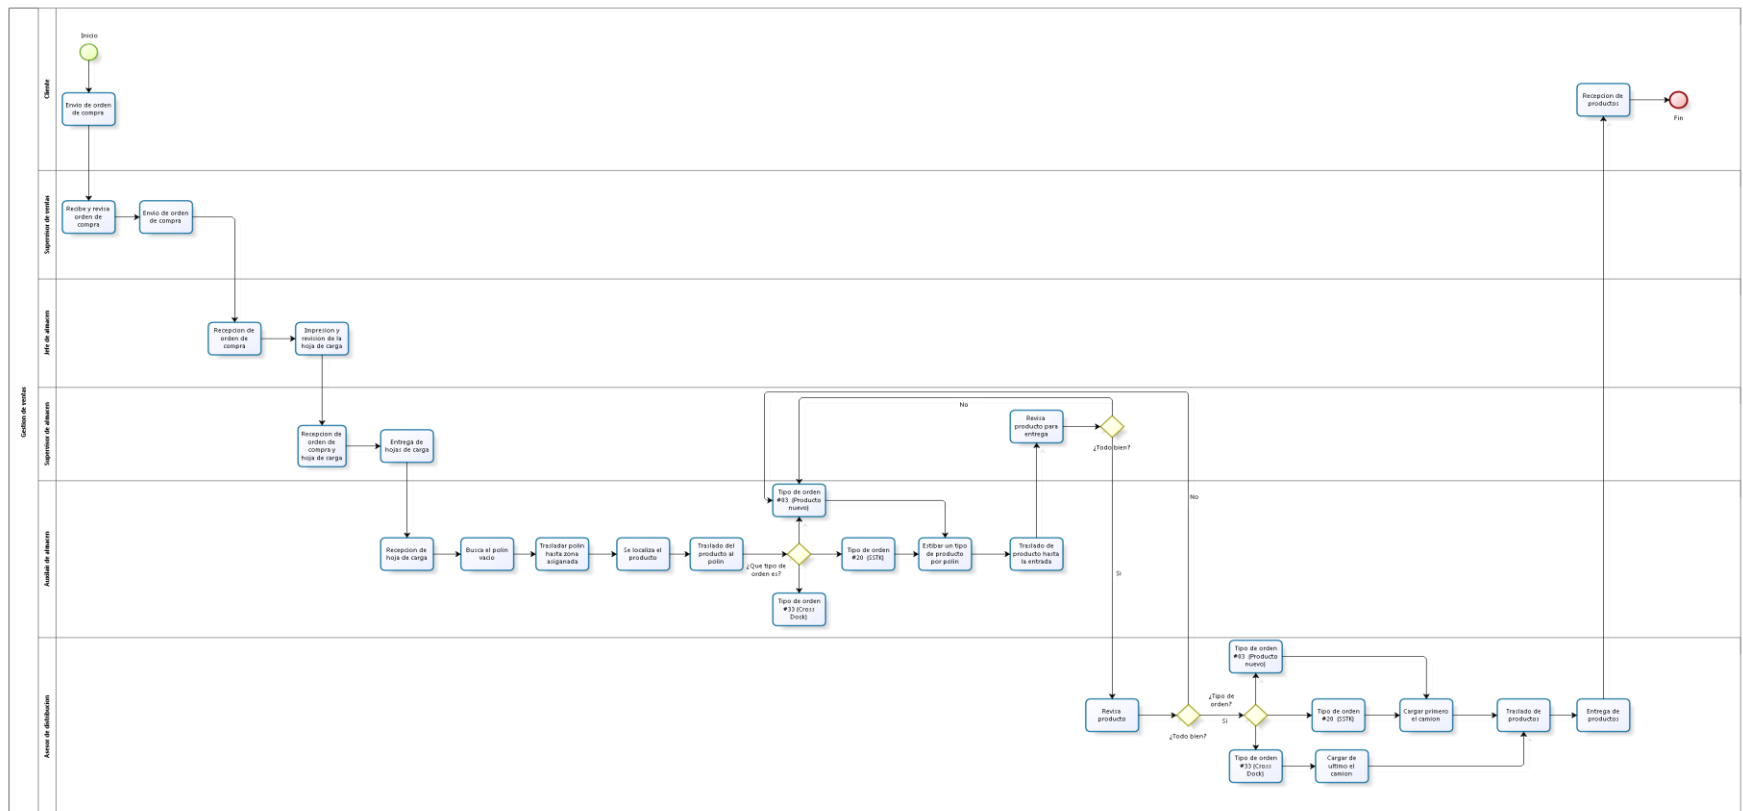 Gestion de ventas
Cliente
Inicio
Envio de orden
de compra
Recepcion de
productos
Fin
Supervisor de ventas
Recibe y revisa
orden de
compra
Envio de orden
de compra
Jefe de almacen
Recepcion de
orden de
compra
Impresion y
revision de la
hoja de carga
Supervisor de almacen
Recepcion de
orden de
compra y
hoja de carga
Entrega de
hojas de carga
No
Revisa
producto para
entrega
¿Todo bien?
Auxiliar de almacen
Recepcion de
hoja de carga
Busca el polin
vacio
Trasladar polin
hasta zona
asiganada
Se localiza el
producto
Traslado del
producto al
polin
¿Que tipo de
orden es?
Tipo de orden
#03 (Producto
nuevo)
Tipo de orden
#20 (SSTK)
Tipo de orden
#33 (Cross
Dock)
Estibar un tipo
de producto
por polin
Traslado de
producto hasta
la entrada
No
Si
Asesor de distribucion
Revisa
producto
¿Todo bien?
Si
¿Tipo de
orden?
Tipo de orden
#03 (Producto
nuevo)
Tipo de orden
#20 (SSTK)
Tipo de orden
#33 (Cross
Dock)
Cargar primero
el camion
Cargar de
ultimo el
camion
Traslado de
productos
Entrega de
productos